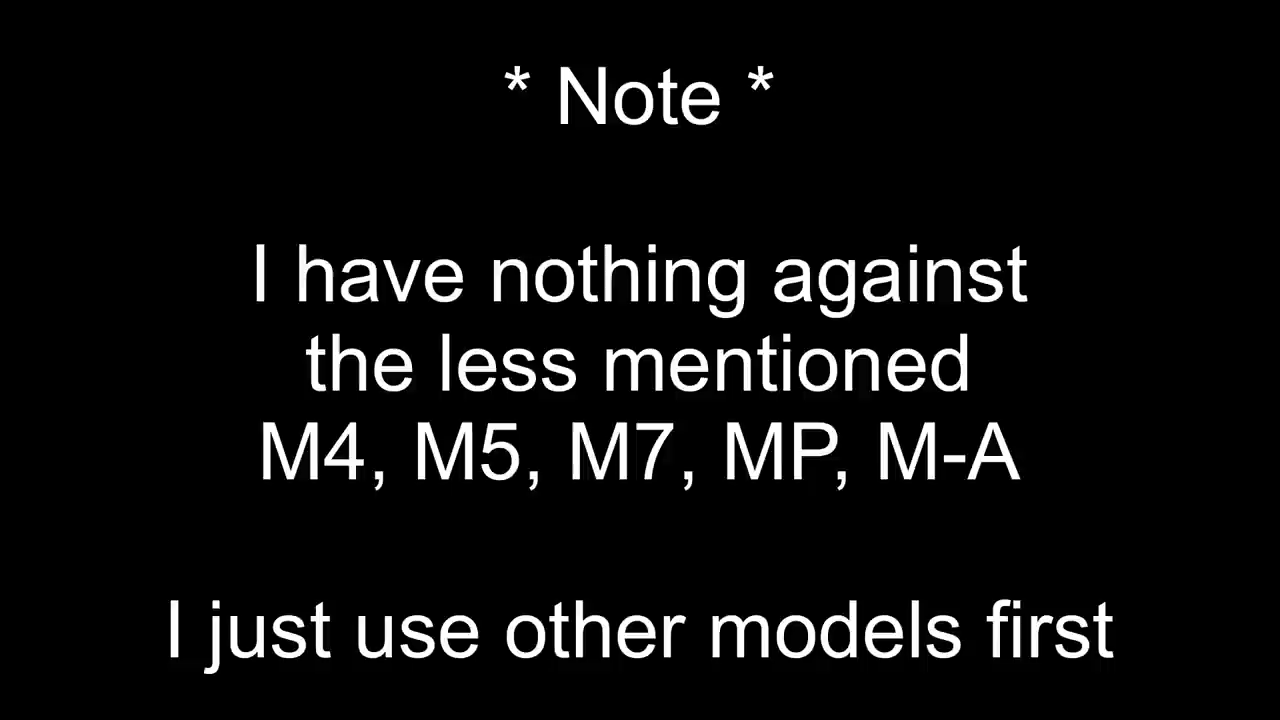 * Note *
I have nothing against
the less mentioned
M4, M5, M7, MP, M-A
I just use other models first